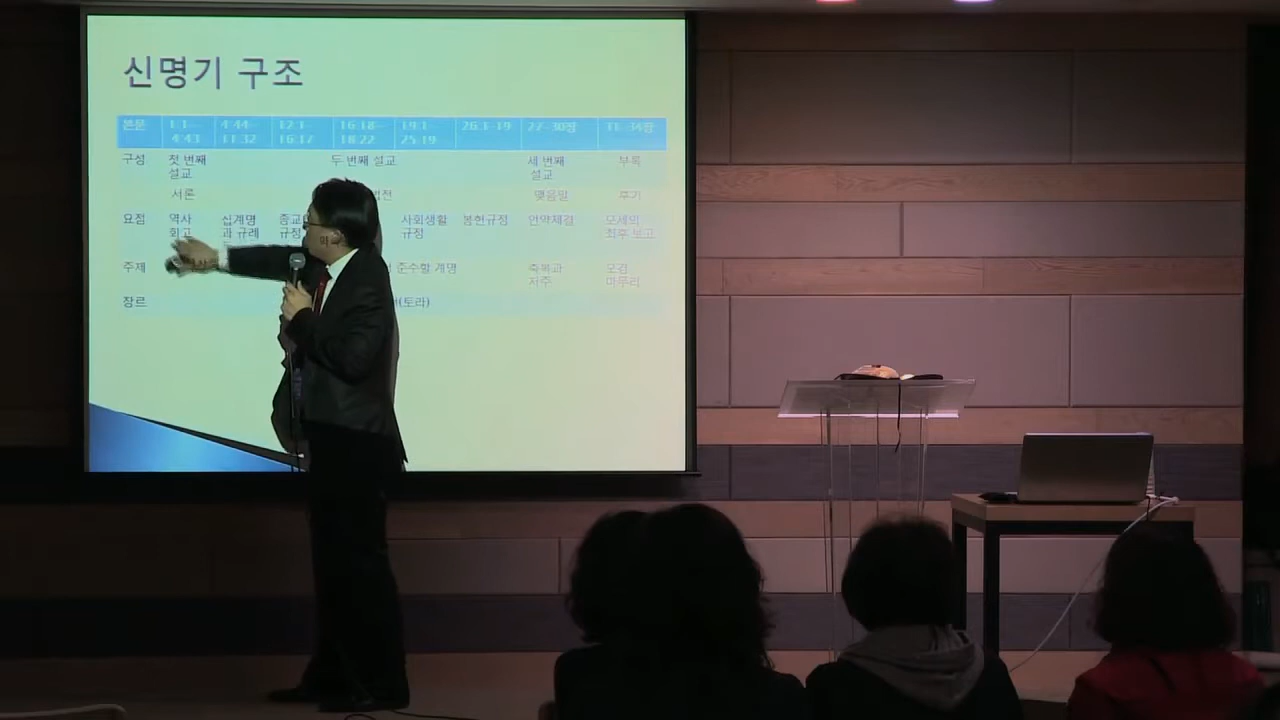 신명기 구조
본문 1:1- 4:44- 12:1- 16:18- 19:1- 26:1-19 27-30장 31-34장
4:43 11:32 16:17 18:22 25:19
구성 첫 번째 두 번째 설교 세 번째 부록
설교 설교
서론 맺음말 후기
요점 역사 십계명 사회생활 봉헌규정 언약체결 모세의
회고 과 규례 규정 규정 최후 보고
주재 준수할 계명 축복과 모경
저주 마무리
장르 (토라)